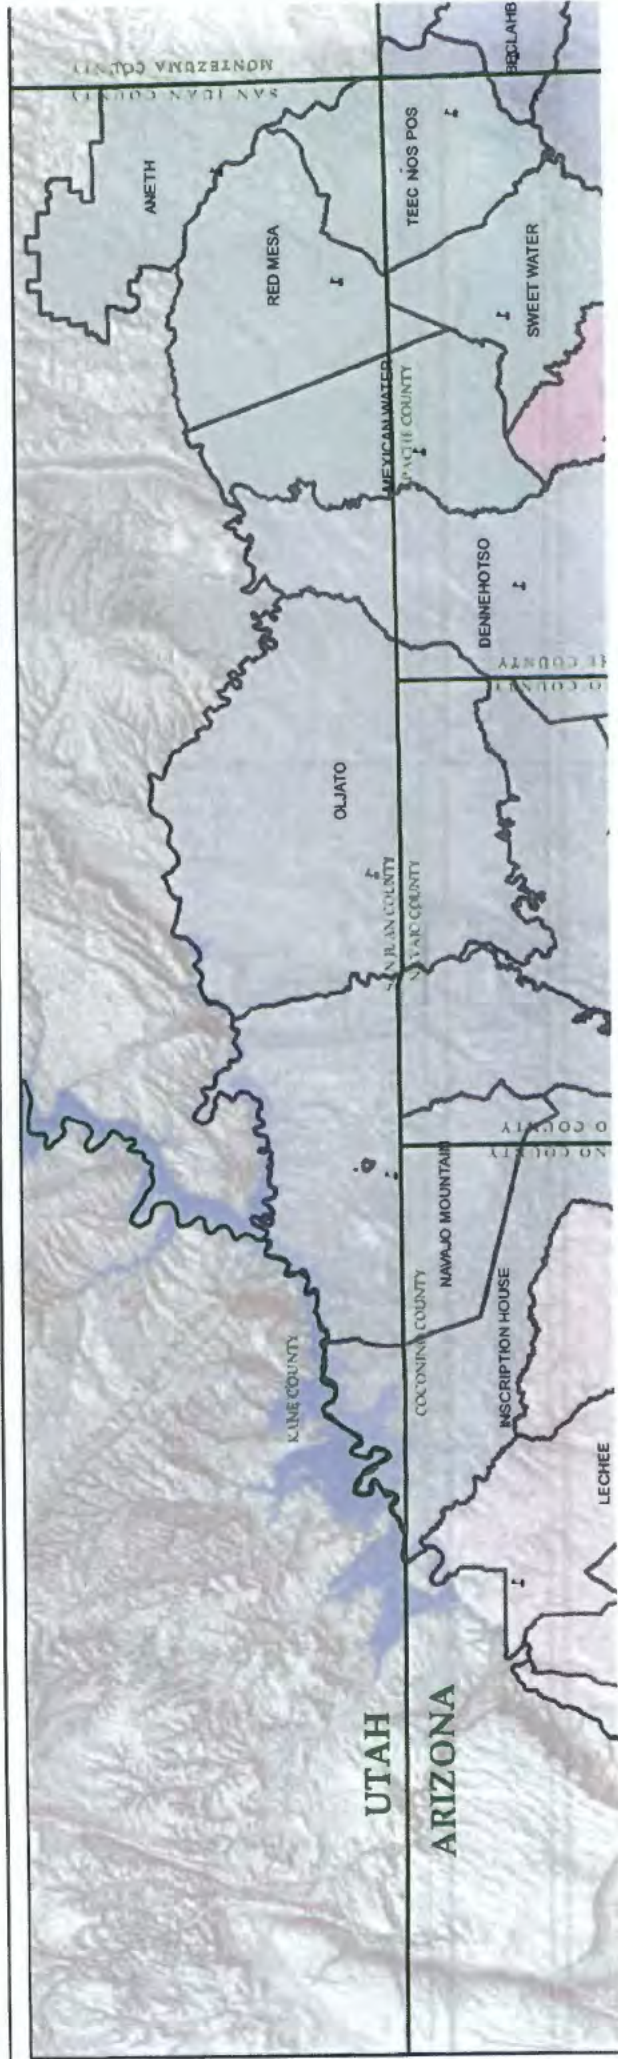 MONTEZUMA COUNTY
SAN JUAN COUNTY
ANETH
RED MESA
TEEC NOS POS
SWEET WATER
MEXICAN WATER
APACHE COUNTY
DENNEHOTSO
OLJATO
SAN JUAN COUNTY
NAVAJO COUNTY
NAVAJO MOUNTAIN
COCONINO COUNTY
INSCRIPTION HOUSE
KANE COUNTY
LECHEE
UTAH
ARIZONA